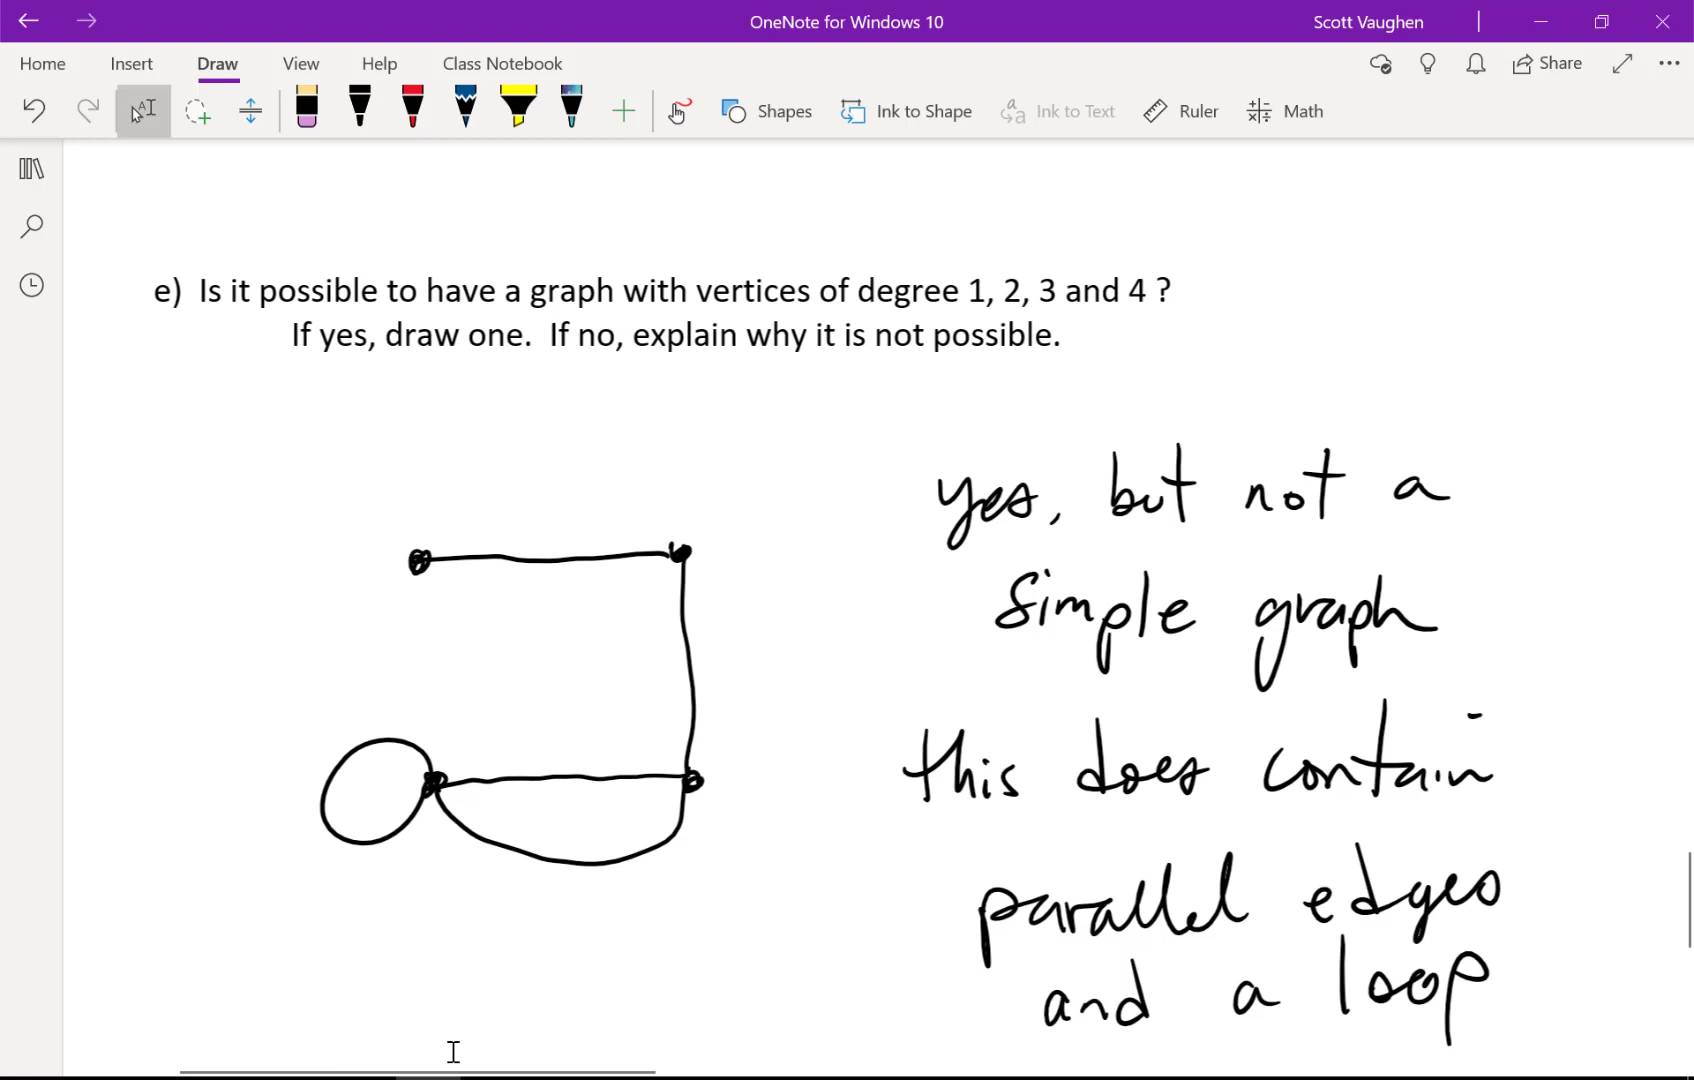 OneNote for Windows 10
Scott Vaughen
Home Insert Draw View Help Class Notebook
Share
Shapes Ink to Shape Ink to Text Ruler Math
e) Is it possible to have a graph with vertices of degree 1, 2, 3 and 4 ?
If yes, draw one. If no, explain why it is not possible.
yes, but not a
simple graph
this does contain
parallel edges
and a loop